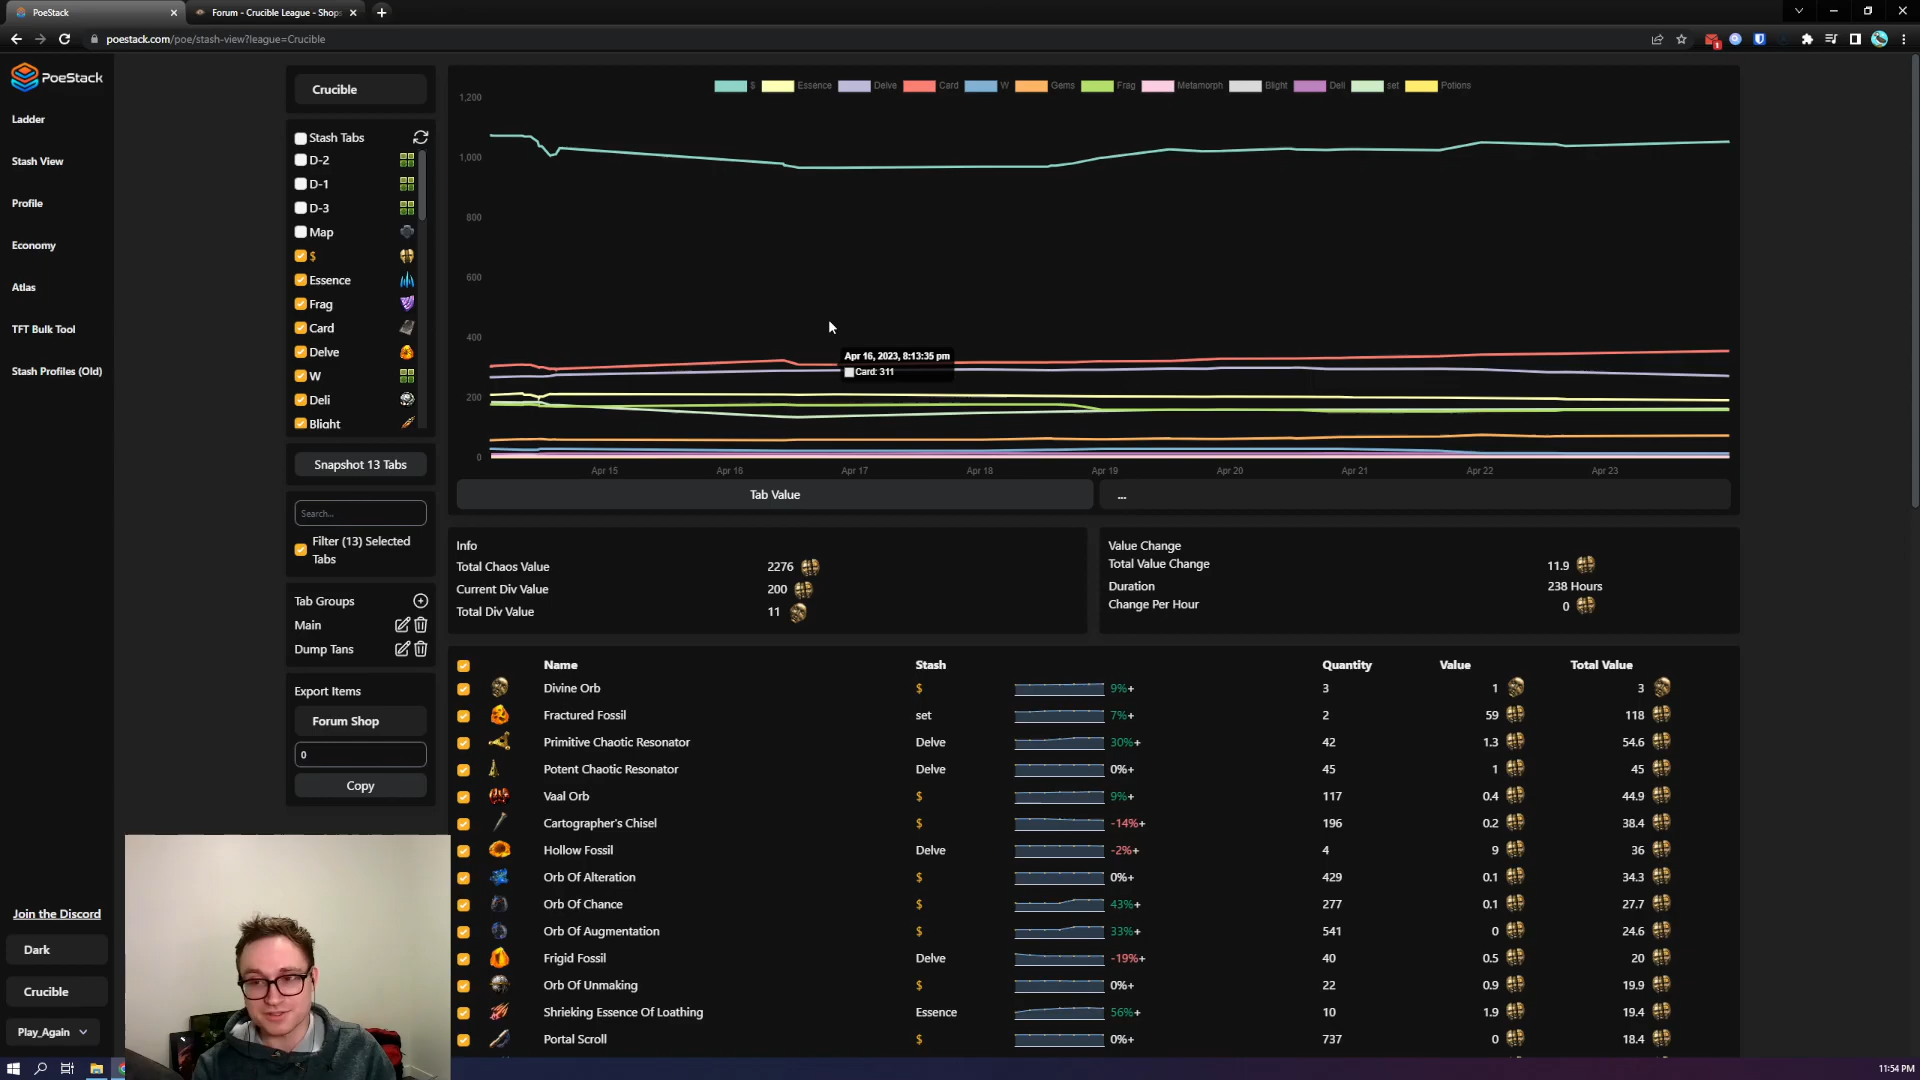 PoeStack
Forum - Crucible League - Shops
poestack.com/poe/stash-view?league=Crucible
PoeStack
Ladder
Stash View
Profile
Economy
Atlas
TFT Bulk Tool
Stash Profiles (Old)
Join the Discord
Dark
Crucible
Play_Again
Crucible
Stash Tabs
D-2
D-1
D-3
Map
$
Essence
Frag
Card
Delve
W
Deli
Blight
Snapshot 13 Tabs
Search...
Filter (13) Selected
Tabs
Tab Groups
Main
Dump Tans
Export Items
Forum Shop
0
Copy
$ Essence Delve Card W Gems Frag Metamorph Blight Deli set Potions
1,200
1,000
800
600
400
200
0
Apr 16, 2023, 8:13:35 pm
Card: 311
Apr 15 Apr 16 Apr 17 Apr 18 Apr 19 Apr 20 Apr 21 Apr 22 Apr 23
Tab Value ...
Info
Total Chaos Value 2276
Current Div Value 200
Total Div Value 11
Value Change
Total Value Change 11.9
Duration 238 Hours
Change Per Hour 0
Name Stash Quantity Value Total Value
Divine Orb $ 9%+ 3 1 3
Fractured Fossil set 7%+ 2 59 118
Primitive Chaotic Resonator Delve 30%+ 42 1.3 54.6
Potent Chaotic Resonator Delve 0%+ 45 1 45
Vaal Orb $ 9%+ 117 0.4 44.9
Cartographer's Chisel $ -14%+ 196 0.2 38.4
Hollow Fossil Delve -2%+ 4 9 36
Orb Of Alteration $ 0%+ 429 0.1 34.3
Orb Of Chance $ 43%+ 277 0.1 27.7
Orb Of Augmentation $ 33%+ 541 0 24.6
Frigid Fossil Delve -19%+ 40 0.5 20
Orb Of Unmaking $ 0%+ 22 0.9 19.9
Shrieking Essence Of Loathing Essence 56%+ 10 1.9 19.4
Portal Scroll $ 0%+ 737 0 18.4
11:54 PM